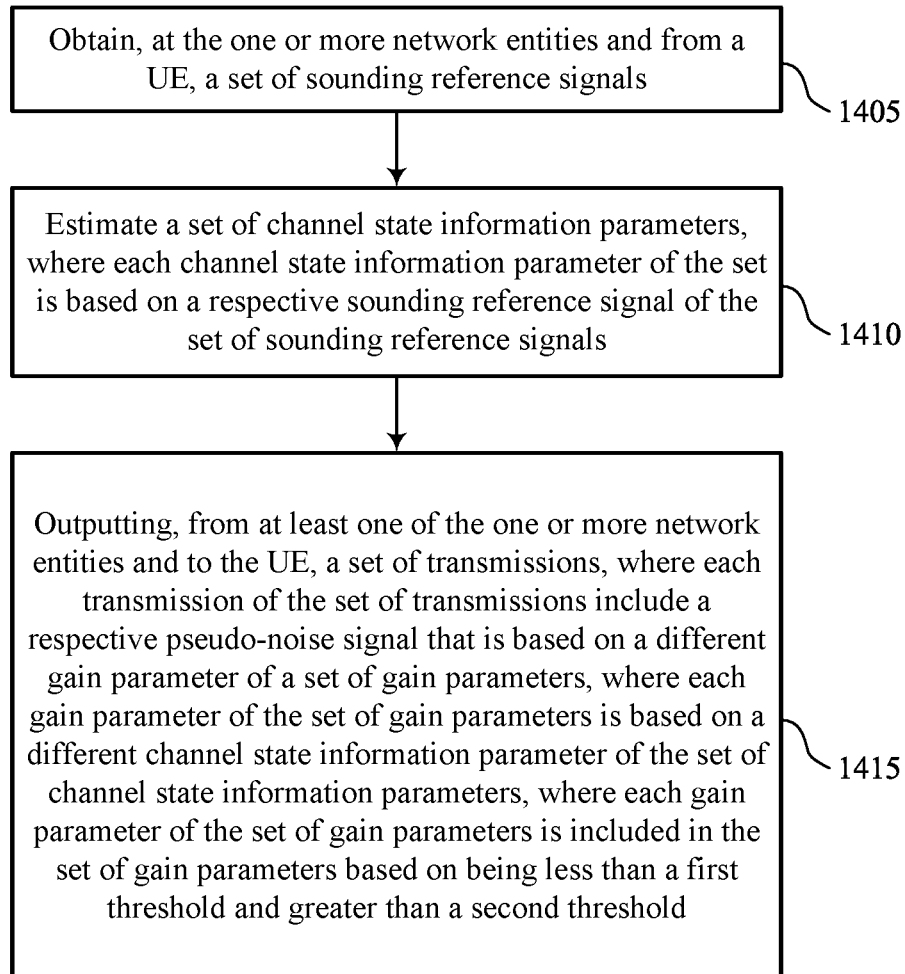 Obtain, at the one or more network entities and from a
UE, a set of sounding reference signals
1405
Estimate a set of channel state information parameters,
where each channel state information parameter of the set
is based on a respective sounding reference signal of the
set of sounding reference signals
1410
Outputting, from at least one of the one or more network
entities and to the UE, a set of transmissions, where each
transmission of the set of transmissions include a
respective pseudo-noise signal that is based on a different
gain parameter of a set of gain parameters, where each
gain parameter of the set of gain parameters is based on a
different channel state information parameter of the set of
channel state information parameters, where each gain
parameter of the set of gain parameters is included in the
set of gain parameters based on being less than a first
threshold and greater than a second threshold
1415